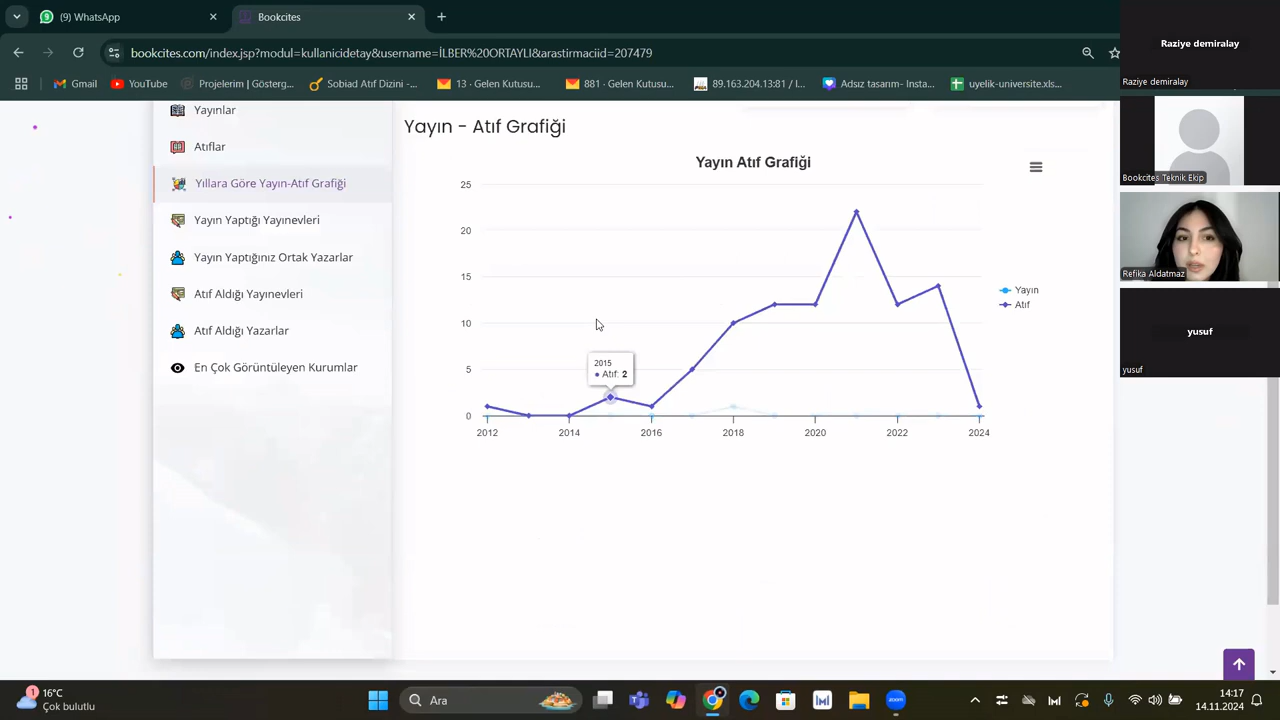 (9) WhatsApp
Bookcites
bookcites.com/index.jsp?modul=kullanicidetay&username=İLBER%20ORTAYLI&arastirmaciid=207479
Gmail
YouTube
Projelerim | Gösterg...
Sobiad Atıf Dizini -...
13 · Gelen Kutusu...
881 · Gelen Kutusu...
89.163.204.13:81 / l...
Adsız tasarım- Insta...
uyelik-universite.xls...
Yayınlar
Atıflar
Yıllara Göre Yayın-Atıf Grafiği
Yayın Yaptığı Yayınevleri
Yayın Yaptığınız Ortak Yazarlar
Atıf Aldığı Yayınevleri
Atıf Aldığı Yazarlar
En Çok Görüntüleyen Kurumlar
Yayın - Atıf Grafiği
Yayın Atıf Grafiği
25
20
15
10
5
0
2012
2014
2016
2018
2020
2022
2024
2015
Atıf: 2
Yayın
Atıf
Raziye demiralay
Raziye demiralay
Bookcites Teknik Ekip
Refika Aldatmaz
yusuf
yusuf
1
16°C
Çok bulutlu
Ara
zoom
14:17
14.11.2024